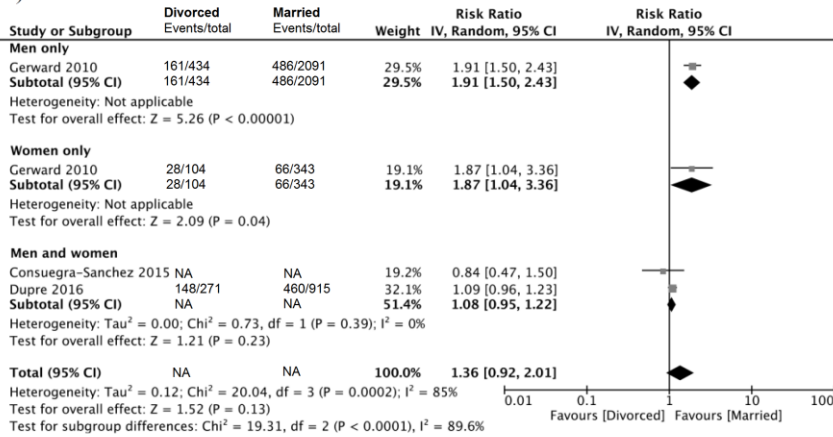 Divorced Married Risk Ratio Risk Ratio
Study or Subgroup Events/total Events/total Weight IV, Random, 95% CI IV, Random, 95% CI
Men only
Gerward 2010 161/434 486/2091 29.5% 1.91 [1.50, 2.43]
Subtotal (95% CI) 161/434 486/2091 29.5% 1.91 [1.50, 2.43]
Heterogeneity: Not applicable
Test for overall effect: Z = 5.26 (P < 0.00001)
Women only
Gerward 2010 28/104 66/343 19.1% 1.87 [1.04, 3.36]
Subtotal (95% CI) 28/104 66/343 19.1% 1.87 [1.04, 3.36]
Heterogeneity: Not applicable
Test for overall effect: Z = 2.09 (P = 0.04)
Men and women
Consuegra-Sanchez 2015 NA NA 19.2% 0.84 [0.47, 1.50]
Dupre 2016 148/271 460/915 32.1% 1.09 [0.96, 1.23]
Subtotal (95% CI) NA NA 51.4% 1.08 [0.95, 1.22]
Heterogeneity: Tau² = 0.00; Chi² = 0.73, df = 1 (P = 0.39); I² = 0%
Test for overall effect: Z = 1.21 (P = 0.23)
Total (95% CI) NA NA 100.0% 1.36 [0.92, 2.01]
Heterogeneity: Tau² = 0.12; Chi² = 20.04, df = 3 (P = 0.0002); I² = 85%
Test for overall effect: Z = 1.52 (P = 0.13)
Test for subgroup differences: Chi² = 19.31, df = 2 (P < 0.0001), I² = 89.6%
0.01 0.1 1 10 100
Favours [Divorced] Favours [Married]